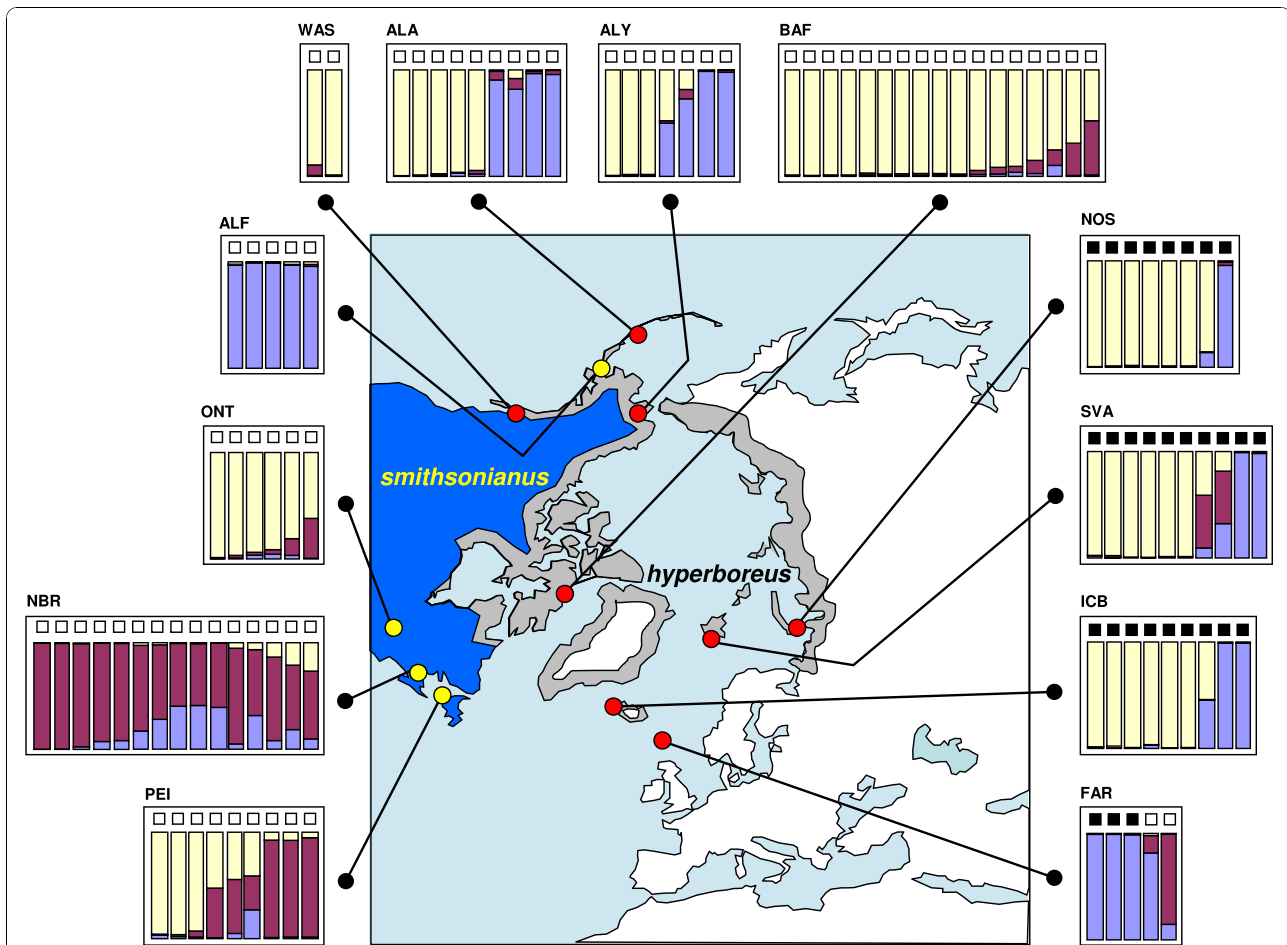 WAS
ALA
ALY
BAF
ALF
NOS
ONT
SVA
smithsonianus
hyperboreus
NBR
ICB
PEI
FAR